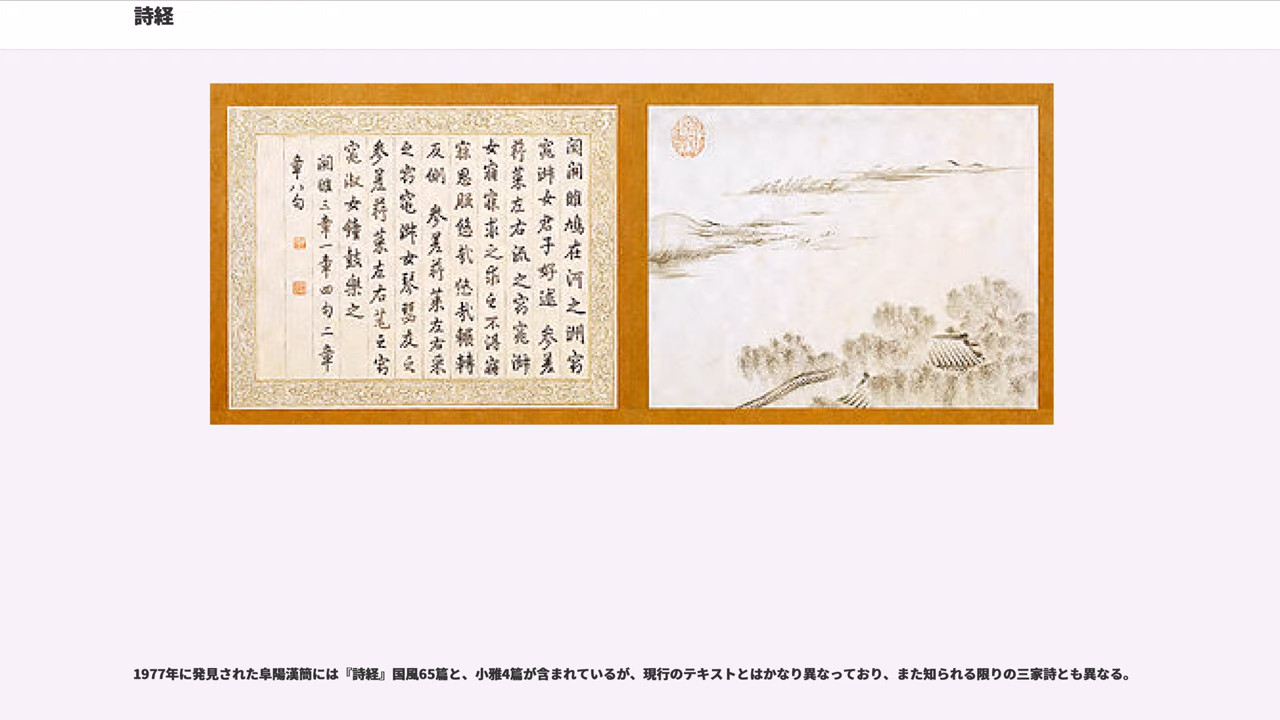 詩経
關關雎鳩在河之洲窈
窕淑女君子好逑 參差
荇菜左右流之窈窕淑
女寤寐求之求之不得寤
寐思服悠哉悠哉輾轉
反側 參差荇菜左右采
之窈窕淑女琴瑟友之
參差荇菜左右芼之窈
窕淑女鐘鼓樂之
關雎三章一章四句二章
章八句
1977年に発見された阜陽漢簡には『詩経』国風65篇と、小雅4篇が含まれているが、現行のテキストとはかなり異なっており、また知られる限りの三家詩とも異なる。